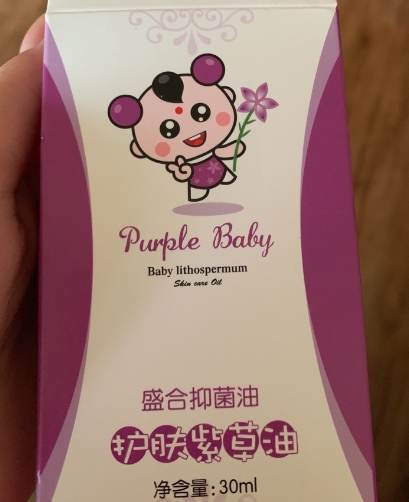 Purple Baby
Baby lithospermum
Skin care Oil
盛合抑菌油
护肤紫草油
净含量:30ml